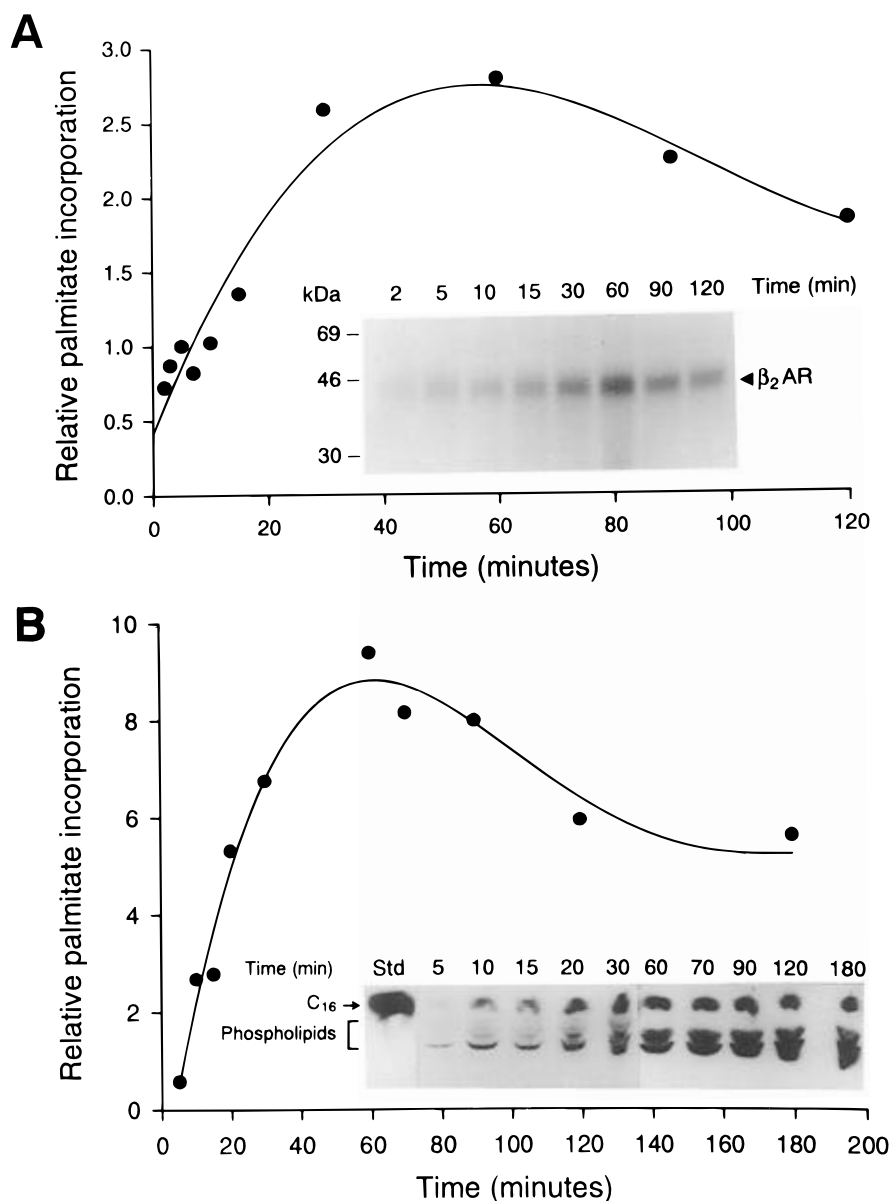 A
Relative palmitate incorporation
3.0
2.5
2.0
1.5
1.0
0.5
0.0
kDa 2 5 10 15 30 60 90 120 Time (min)
69
46
30
β₂AR
0 20 40 60 80 100 120
Time (minutes)
B
Relative palmitate incorporation
10
8
6
4
2
0
Time (min) Std 5 10 15 20 30 60 70 90 120 180
C₁₆
Phospholipids
0 20 40 60 80 100 120 140 160 180 200
Time (minutes)